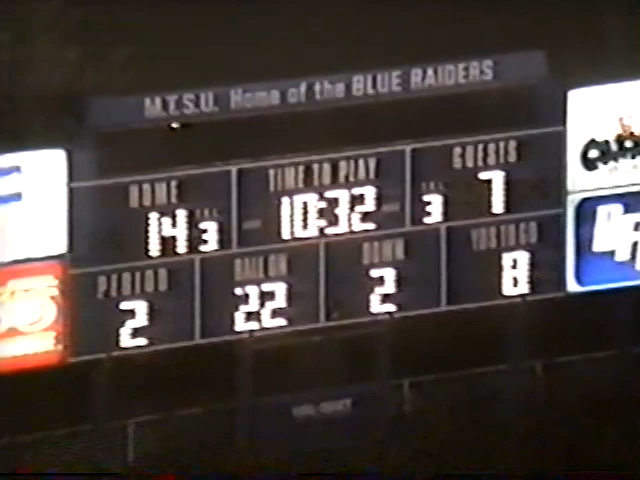 M.T.S.U. Home of the BLUE RAIDERS
HOME TIME TO PLAY GUESTS
14 T.O.L. 3 10:32 T.O.L. 3 7
PERIOD BALL ON DOWN YDS TO GO
2 22 2 8